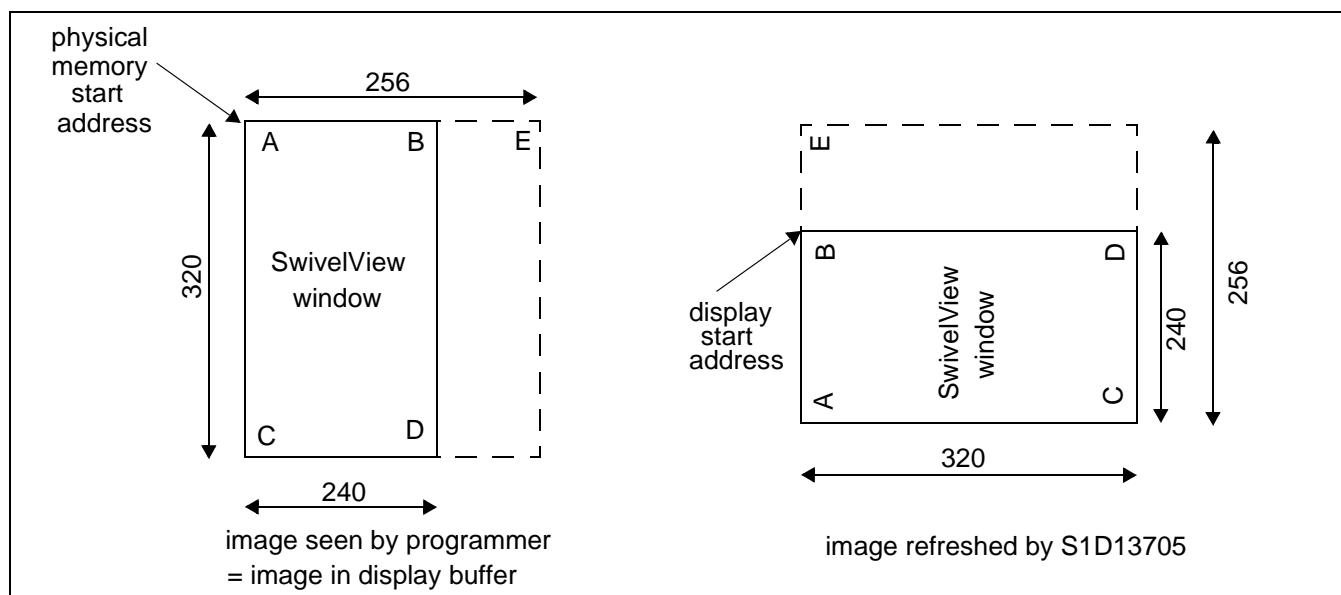 physical
memory
start
address
256
A
B
E
320
SwivelView
window
C
D
240
image seen by programmer
= image in display buffer
E
B
D
display
start
address
SwivelView
window
A
C
240
256
320
image refreshed by S1D13705